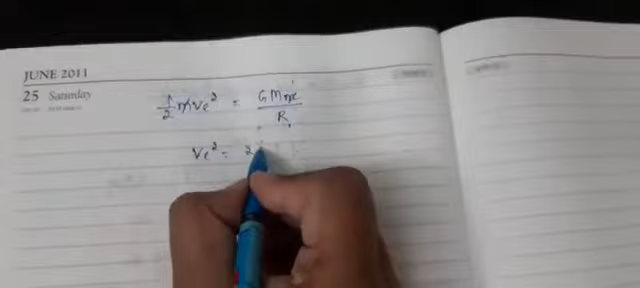 JUNE 2011
25 Saturday
1/2 mve² = GMm/R
ve² = 2